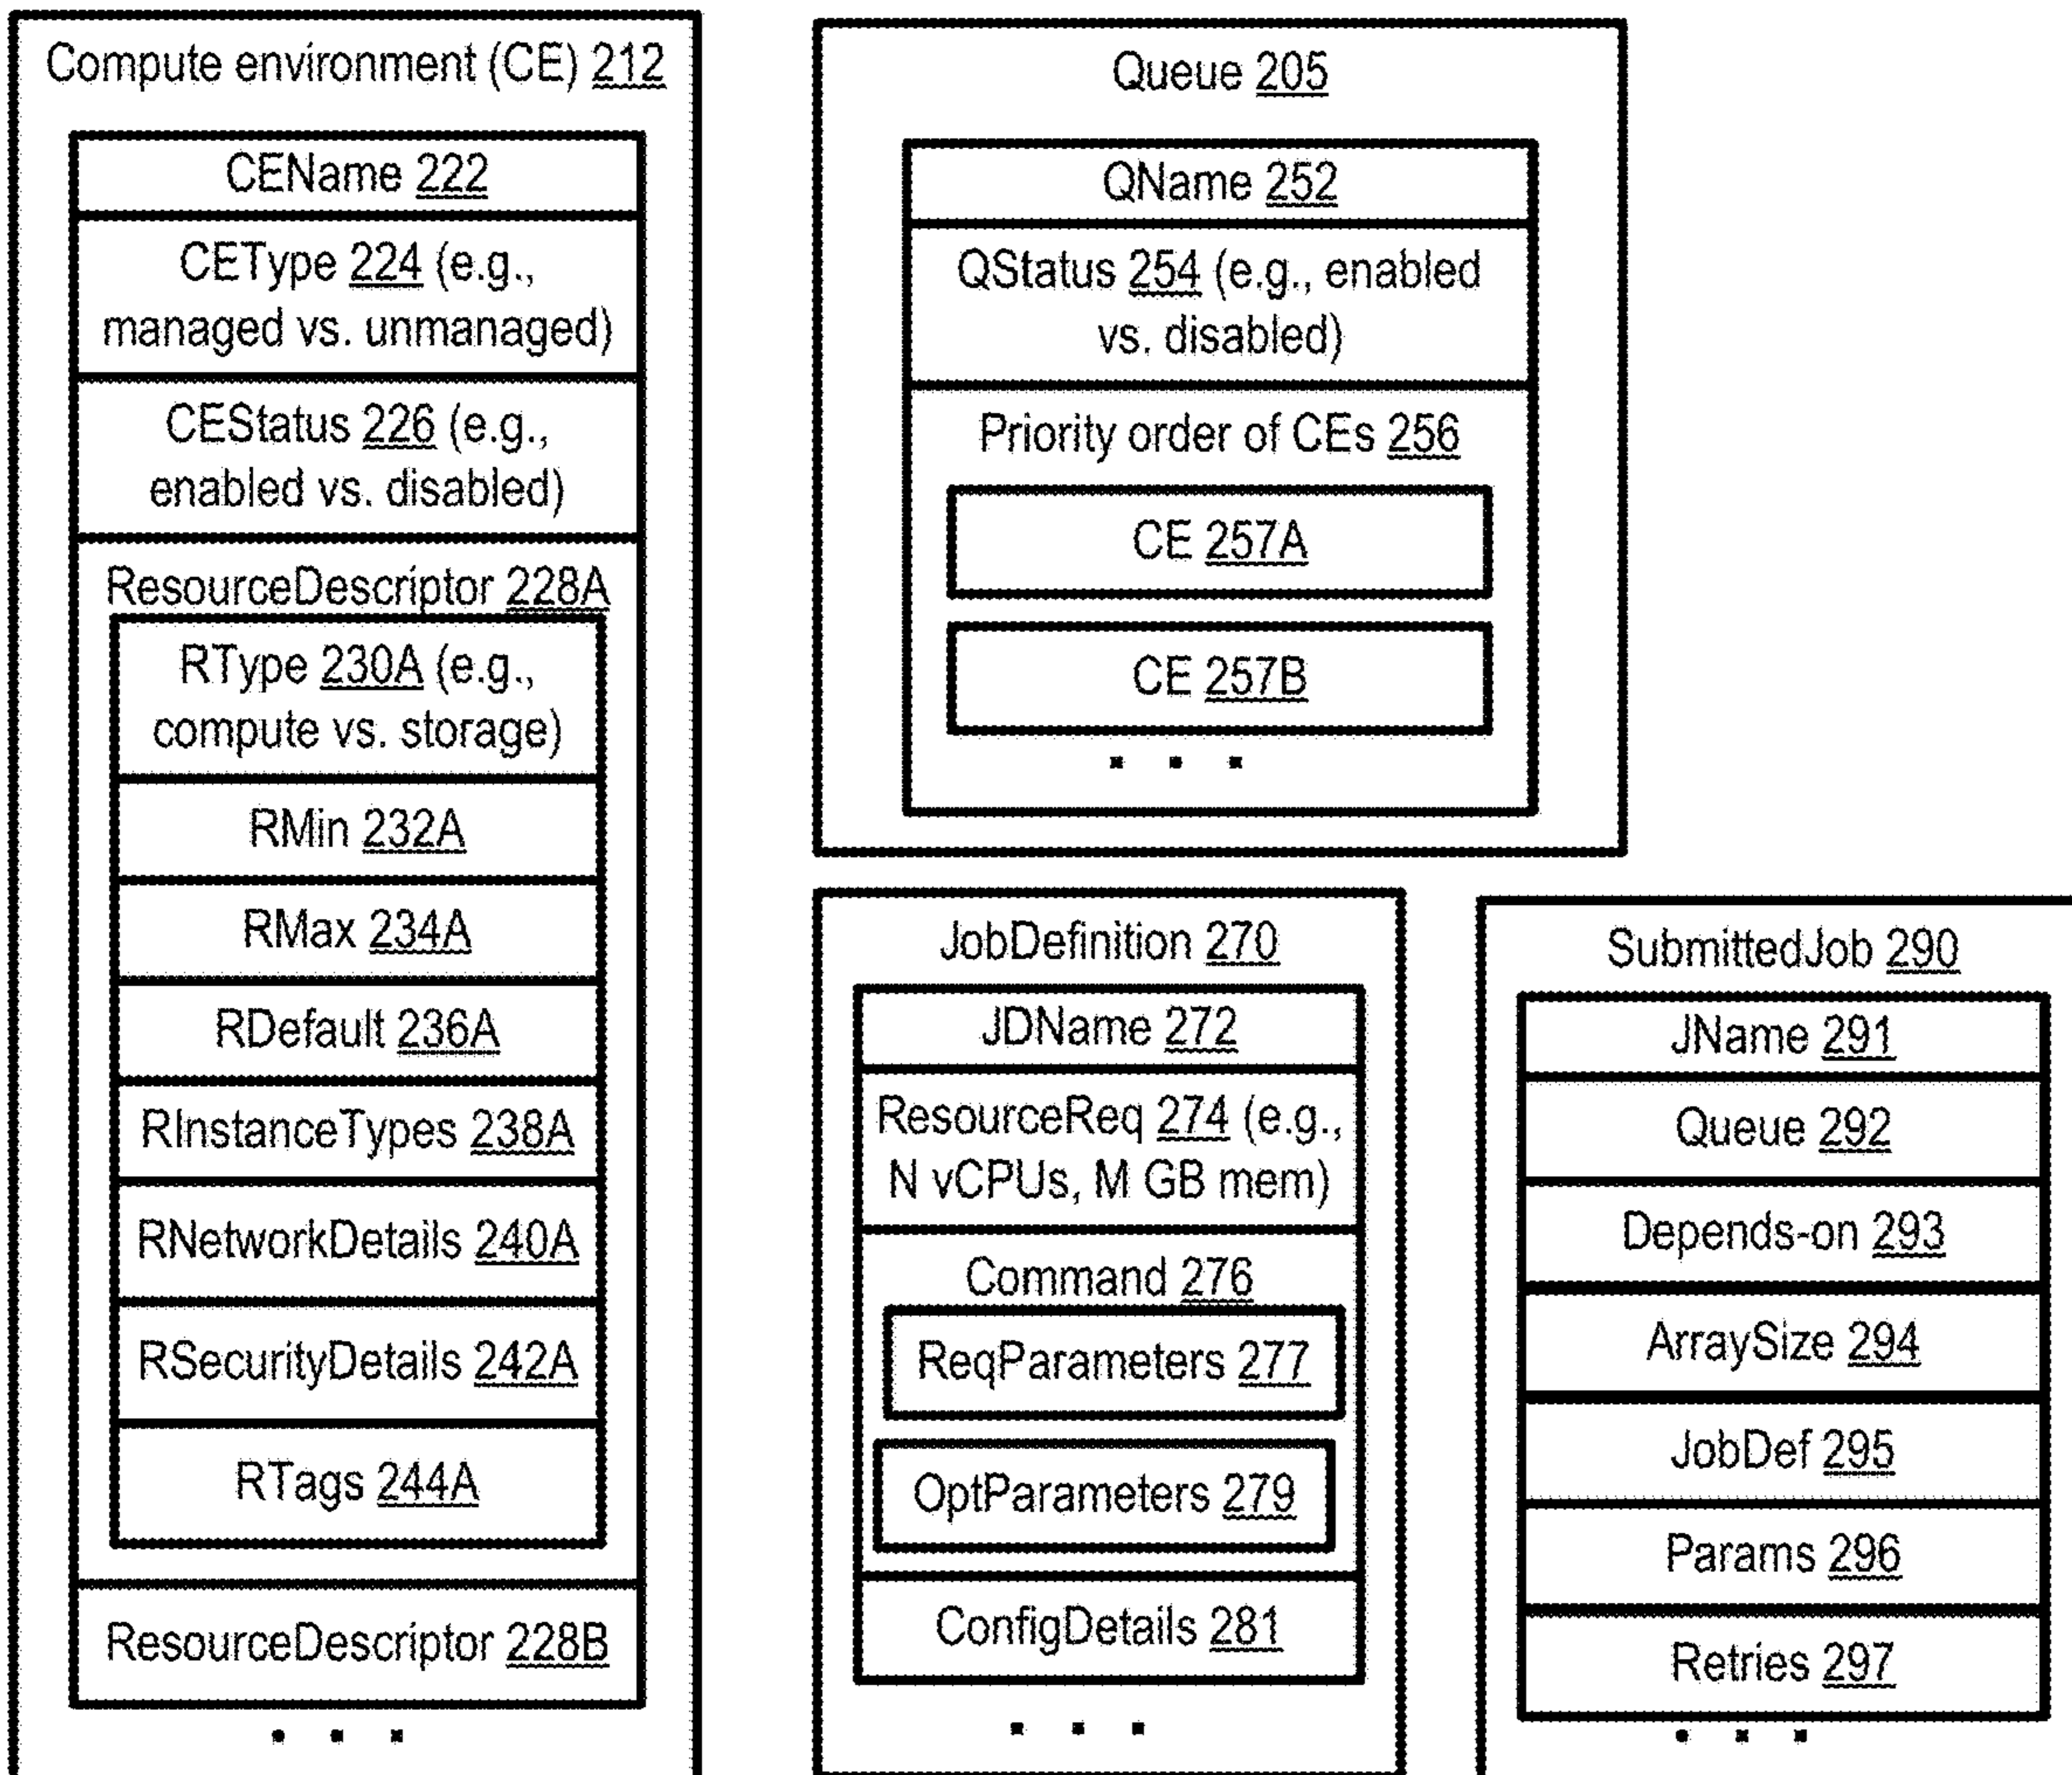 Compute environment (CE) 212
CEName 222
CEType 224 (e.g.,
managed vs. unmanaged)
CEStatus 226 (e.g.,
enabled vs. disabled)
ResourceDescriptor 228A
RType 230A (e.g.,
compute vs. storage)
RMin 232A
RMax 234A
RDefault 236A
RInstanceTypes 238A
RNetworkDetails 240A
RSecurityDetails 242A
RTags 244A
ResourceDescriptor 228B
. . .
Queue 205
QName 252
QStatus 254 (e.g., enabled
vs. disabled)
Priority order of CEs 256
CE 257A
CE 257B
. . .
JobDefinition 270
JDName 272
ResourceReq 274 (e.g.,
N vCPUs, M GB mem)
Command 276
ReqParameters 277
OptParameters 279
ConfigDetails 281
. . .
SubmittedJob 290
JName 291
Queue 292
Depends-on 293
ArraySize 294
JobDef 295
Params 296
Retries 297
. . .